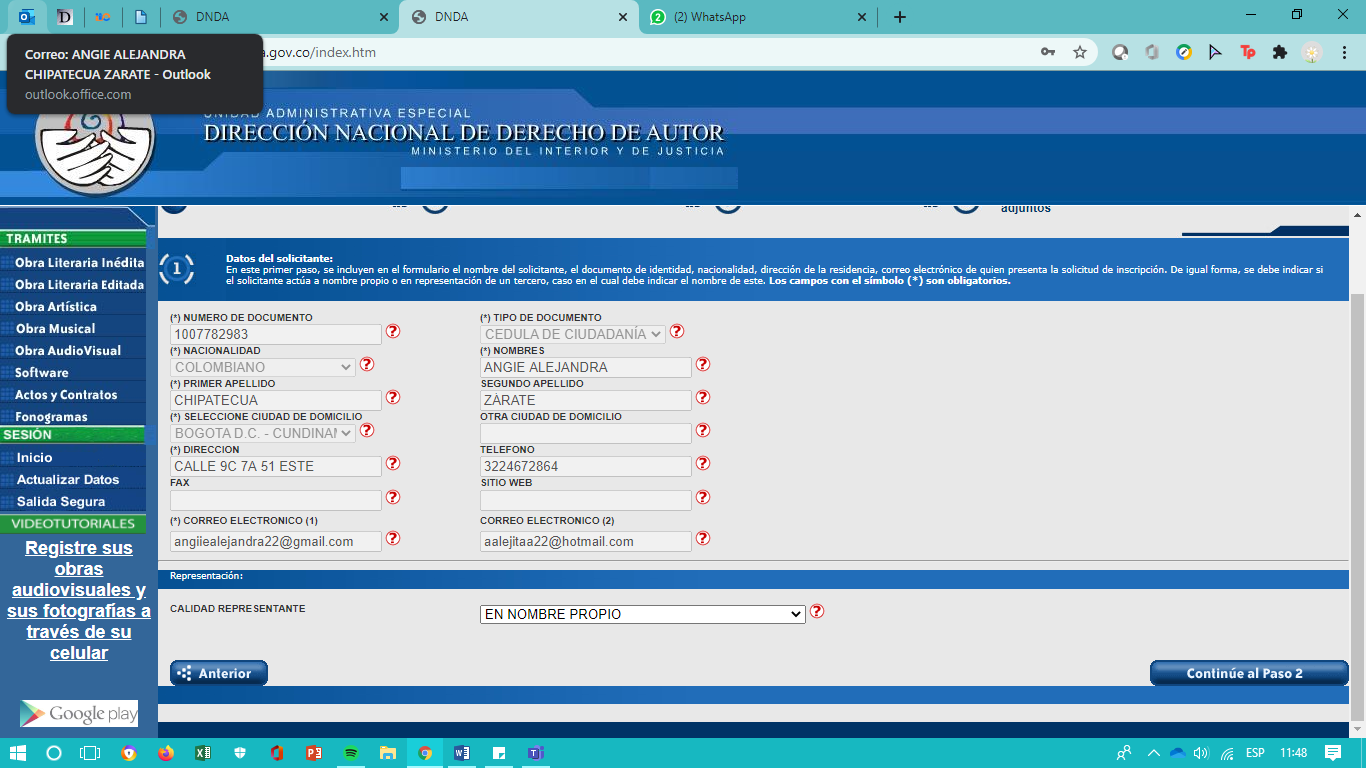 DNDA
DNDA
(2) WhatsApp
Correo: ANGIE ALEJANDRA
CHIPATECUA ZARATE - Outlook
outlook.office.com
.gov.co/index.htm
UNIDAD ADMINISTRATIVA ESPECIAL
DIRECCIÓN NACIONAL DE DERECHO DE AUTOR
MINISTERIO DEL INTERIOR Y DE JUSTICIA
adjuntos
TRAMITES
Obra Literaria Inédita
Obra Literaria Editada
Obra Artística
Obra Musical
Obra AudioVisual
Software
Actos y Contratos
Fonogramas
SESIÓN
Inicio
Actualizar Datos
Salida Segura
VIDEOTUTORIALES
Registre sus
obras
audiovisuales y
sus fotografías a
través de su
celular
Google play
1
Datos del solicitante:
En este primer paso, se incluyen en el formulario el nombre del solicitante, el documento de identidad, nacionalidad, dirección de la residencia, correo electrónico de quien presenta la solicitud de inscripción. De igual forma, se debe indicar si
el solicitante actúa a nombre propio o en representación de un tercero, caso en el cual debe indicar el nombre de este. Los campos con el símbolo (*) son obligatorios.
(*) NUMERO DE DOCUMENTO (*) TIPO DE DOCUMENTO
1007782983 CEDULA DE CIUDADANÍA
(*) NACIONALIDAD (*) NOMBRES
COLOMBIANO ANGIE ALEJANDRA
(*) PRIMER APELLIDO SEGUNDO APELLIDO
CHIPATECUA ZÁRATE
(*) SELECCIONE CIUDAD DE DOMICILIO OTRA CIUDAD DE DOMICILIO
BOGOTA D.C. - CUNDINAM
(*) DIRECCION TELEFONO
CALLE 9C 7A 51 ESTE 3224672864
FAX SITIO WEB
(*) CORREO ELECTRONICO (1) CORREO ELECTRONICO (2)
angiiealejandra22@gmail.com aalejitaa22@hotmail.com
Representación:
CALIDAD REPRESENTANTE EN NOMBRE PROPIO
Anterior Continúe al Paso 2
ESP 11:48